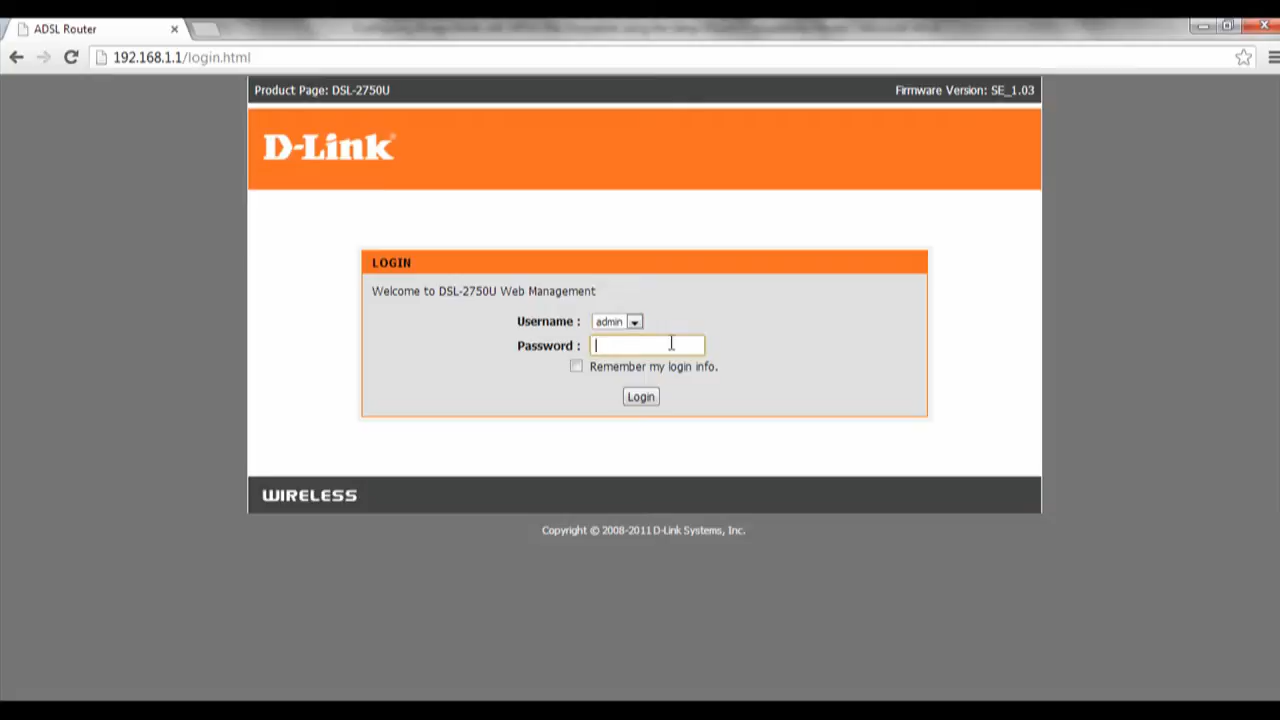 ADSL Router
192.168.1.1/login.html
Product Page: DSL-2750U
Firmware Version: SE_1.03
D-Link
LOGIN
Welcome to DSL-2750U Web Management
Username : admin
Password :
Remember my login info.
Login
WIRELESS
Copyright © 2008-2011 D-Link Systems, Inc.